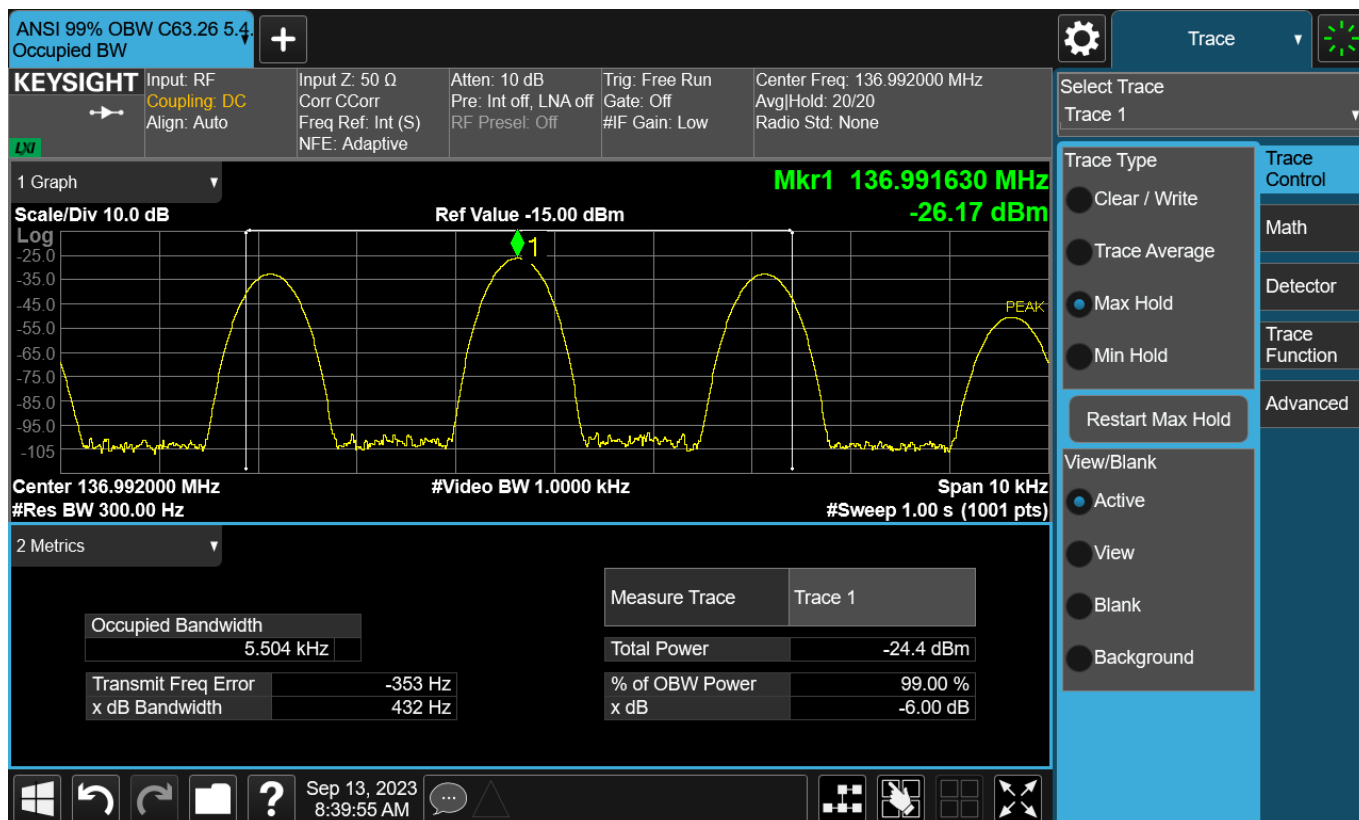 ANSI 99% OBW C63.26 5.4.
Occupied BW
Trace
KEYSIGHT
LXI
Input: RF
Coupling: DC
Align: Auto
Input Z: 50 Ω
Corr CCorr
Freq Ref: Int (S)
NFE: Adaptive
Atten: 10 dB
Pre: Int off, LNA off
RF Presel: Off
Trig: Free Run
Gate: Off
#IF Gain: Low
Center Freq: 136.992000 MHz
Avg|Hold: 20/20
Radio Std: None
Select Trace
Trace 1
1 Graph
Mkr1 136.991630 MHz
-26.17 dBm
Scale/Div 10.0 dB
Ref Value -15.00 dBm
Log
1
-25.0
-35.0
-45.0
-55.0
-65.0
-75.0
-85.0
-95.0
-105
PEAK
Center 136.992000 MHz
#Video BW 1.0000 kHz
Span 10 kHz
#Res BW 300.00 Hz
#Sweep 1.00 s (1001 pts)
2 Metrics
Measure Trace Trace 1
Occupied Bandwidth
5.504 kHz
Total Power -24.4 dBm
Transmit Freq Error -353 Hz
% of OBW Power 99.00 %
x dB Bandwidth 432 Hz
x dB -6.00 dB
Trace Type
Clear / Write
Trace Average
Max Hold
Min Hold
Restart Max Hold
View/Blank
Active
View
Blank
Background
Trace
Control
Math
Detector
Trace
Function
Advanced
?
Sep 13, 2023
8:39:55 AM